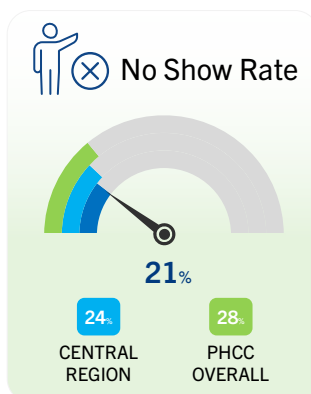 No Show Rate
21%
24%
28%
CENTRAL
REGION
PHCC
OVERALL